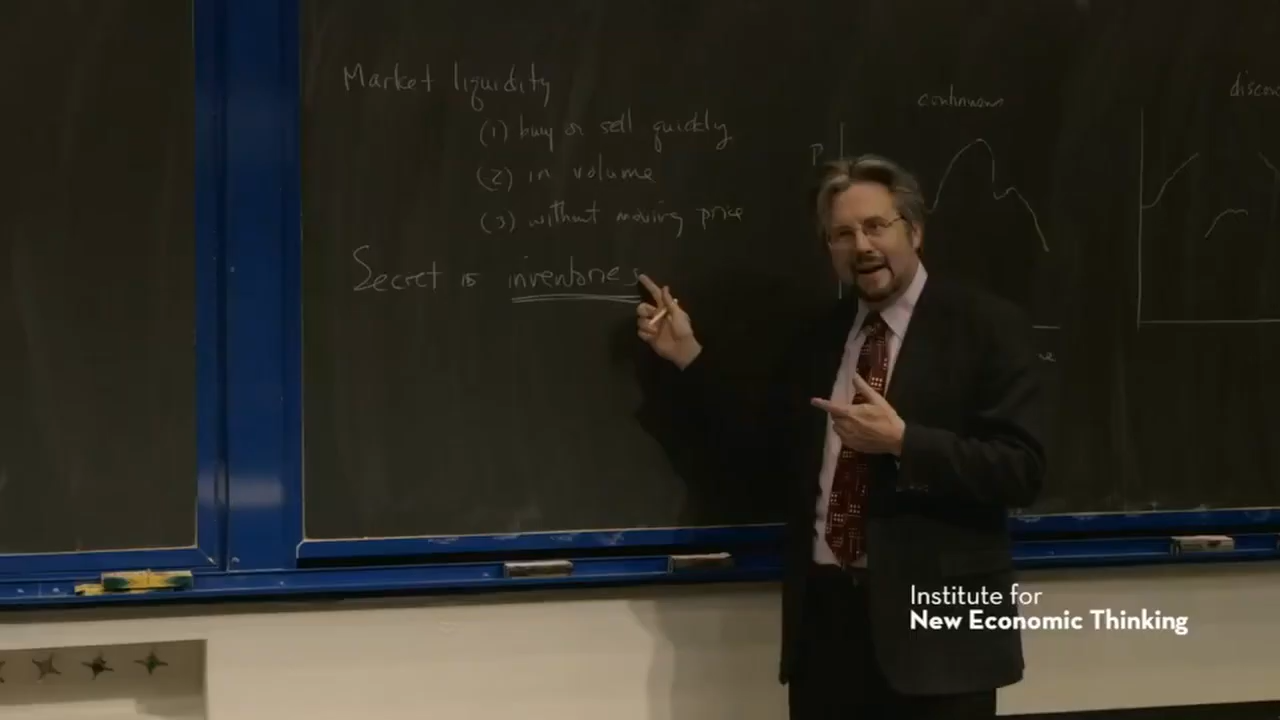 Market liquidity
(1) buy or sell quickly
(2) in volume
(3) without moving price
Secret is inventories
P
continuous
Institute for
New Economic Thinking